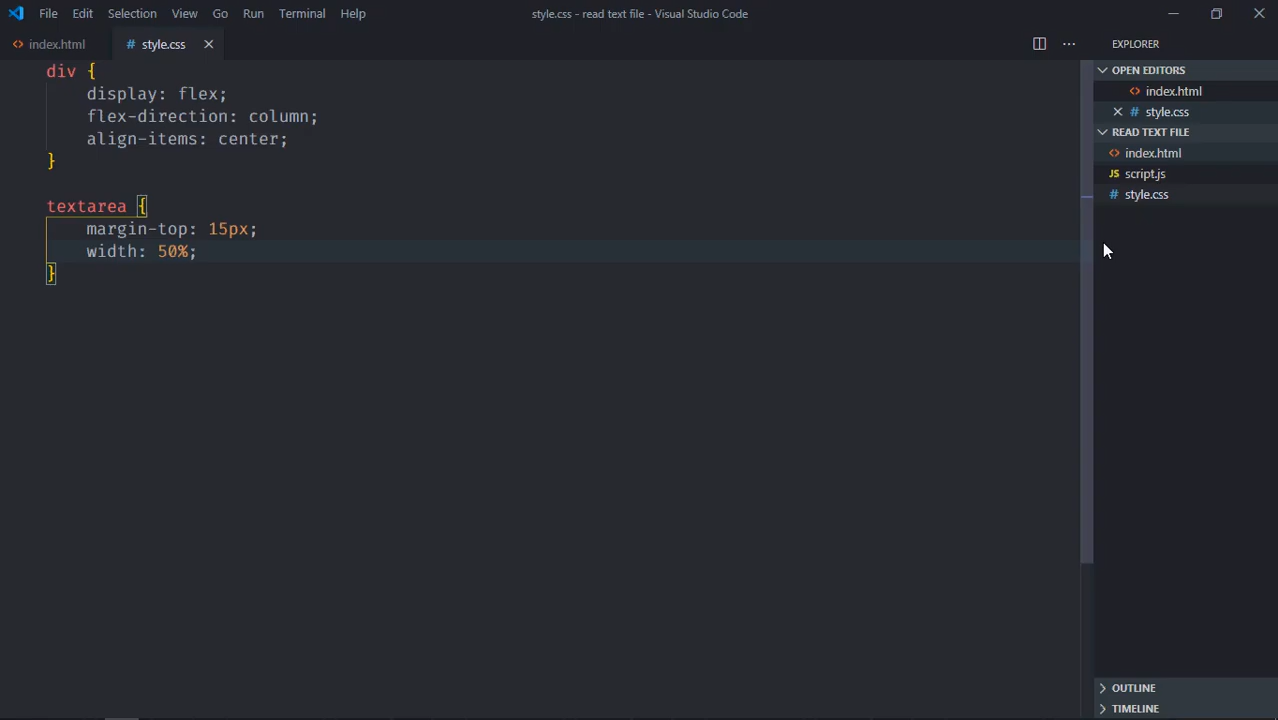 File Edit Selection View Go Run Terminal Help
style.css - read text file - Visual Studio Code
index.html
# style.css
EXPLORER
div {
display: flex;
flex-direction: column;
align-items: center;
}
textarea {
margin-top: 15px;
width: 50%;
}
OPEN EDITORS
<> index.html
# style.css
READ TEXT FILE
<> index.html
JS script.js
# style.css
OUTLINE
TIMELINE